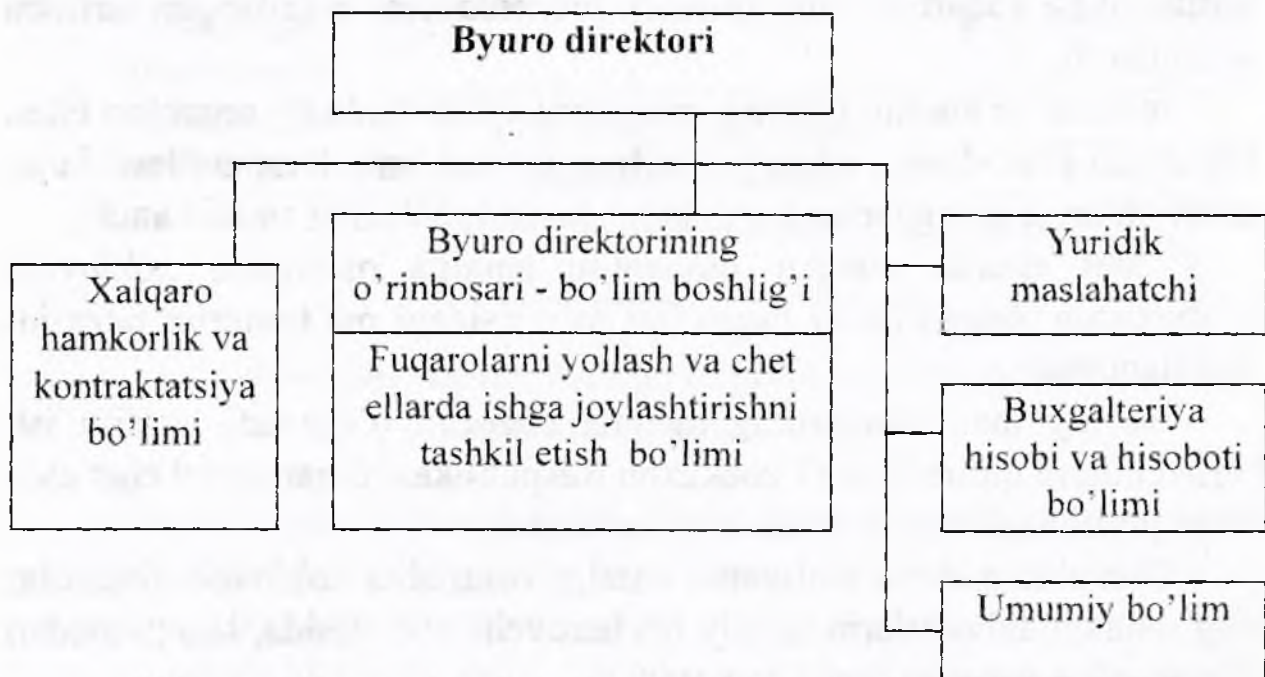 Byuro direktori
Xalqaro
hamkorlik va
kontraktatsiya
bo'limi
Byuro direktorining
o'rinbosari - bo'lim boshlig'i
Fuqarolarni yollash va chet
ellarda ishga joylashtirishni
tashkil etish bo'limi
Yuridik
maslahatchi
Buxgalteriya
hisobi va hisoboti
bo'limi
Umumiy bo'lim